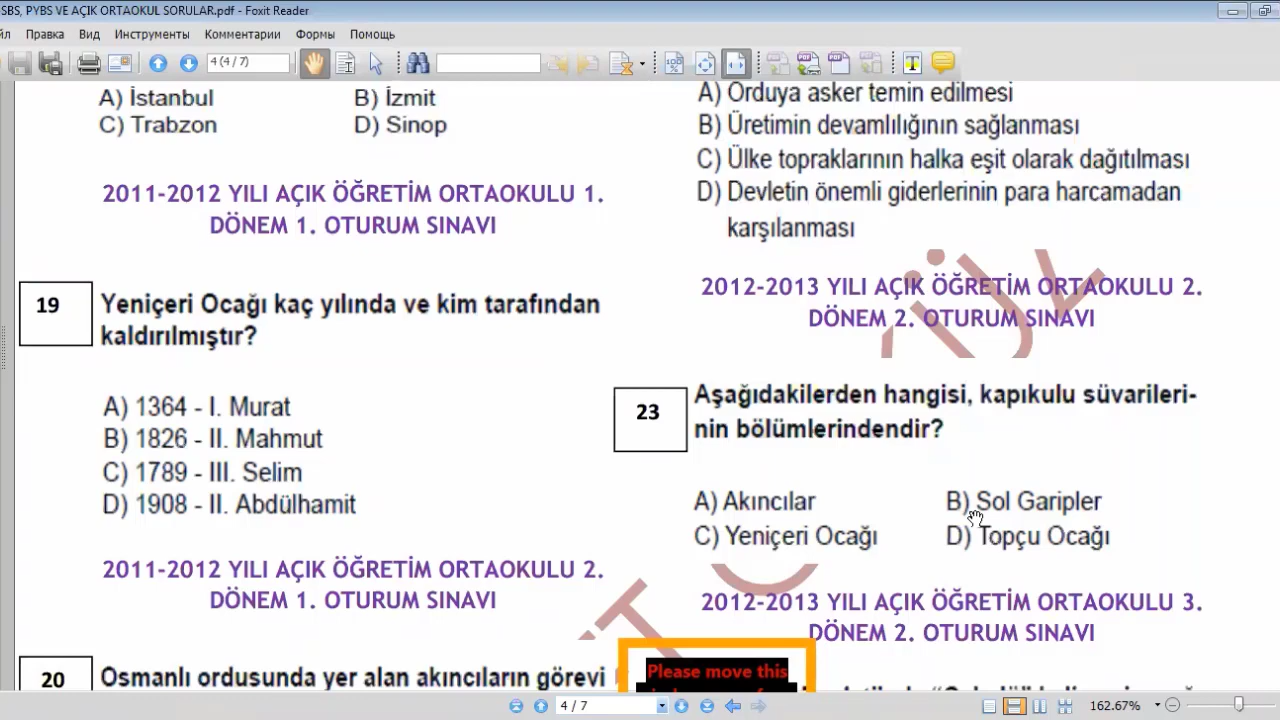 SBS, PYBS VE AÇIK ORTAOKUL SORULAR.pdf - Foxit Reader
йл Правка Вид Инструменты Комментарии Формы Помощь
4 (4 / 7)
A) İstanbul B) İzmit
C) Trabzon D) Sinop
2011-2012 YILI AÇIK ÖĞRETİM ORTAOKULU 1.
DÖNEM 1. OTURUM SINAVI
19 Yeniçeri Ocağı kaç yılında ve kim tarafından
kaldırılmıştır?
A) 1364 - I. Murat
B) 1826 - II. Mahmut
C) 1789 - III. Selim
D) 1908 - II. Abdülhamit
2011-2012 YILI AÇIK ÖĞRETİM ORTAOKULU 2.
DÖNEM 1. OTURUM SINAVI
20 Osmanlı ordusunda yer alan akıncıların görevi
A) Orduya asker temin edilmesi
B) Üretimin devamlılığının sağlanması
C) Ülke topraklarının halka eşit olarak dağıtılması
D) Devletin önemli giderlerinin para harcamadan
karşılanması
2012-2013 YILI AÇIK ÖĞRETİM ORTAOKULU 2.
DÖNEM 2. OTURUM SINAVI
23 Aşağıdakilerden hangisi, kapıkulu süvarileri-
nin bölümlerindendir?
A) Akıncılar B) Sol Garipler
C) Yeniçeri Ocağı D) Topçu Ocağı
2012-2013 YILI AÇIK ÖĞRETİM ORTAOKULU 3.
DÖNEM 2. OTURUM SINAVI
Please move this
4 / 7 162.67%